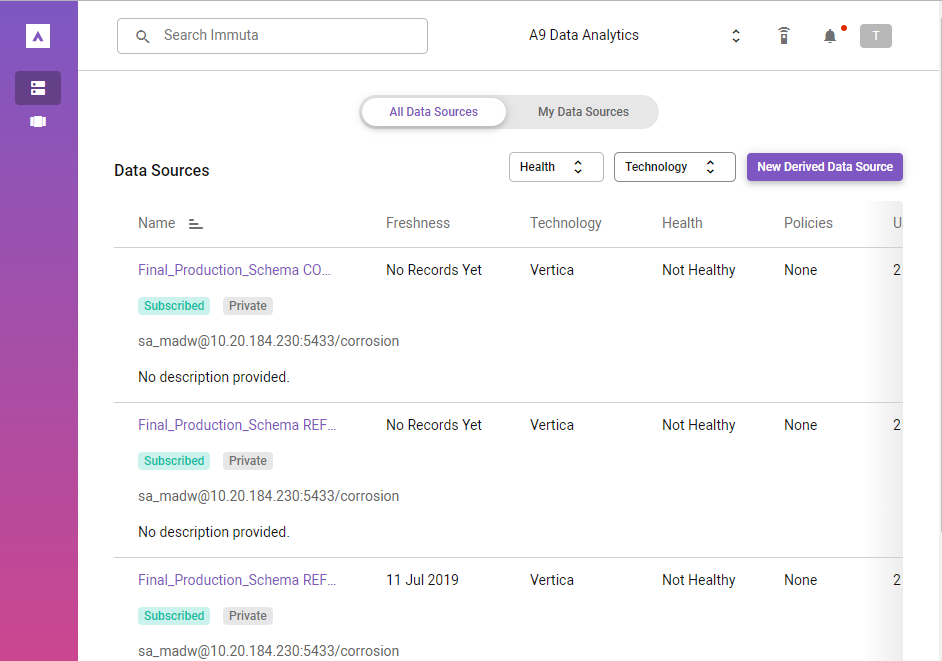 Search Immuta
A9 Data Analytics
T
All Data Sources My Data Sources
Data Sources
Health Technology New Derived Data Source
Name Freshness Technology Health Policies U
Final_Production_Schema CO... No Records Yet Vertica Not Healthy None 2
Subscribed Private
sa_madw@10.20.184.230:5433/corrosion
No description provided.
Final_Production_Schema REF... No Records Yet Vertica Not Healthy None 2
Subscribed Private
sa_madw@10.20.184.230:5433/corrosion
No description provided.
Final_Production_Schema REF... 11 Jul 2019 Vertica Not Healthy None 2
Subscribed Private
sa_madw@10.20.184.230:5433/corrosion